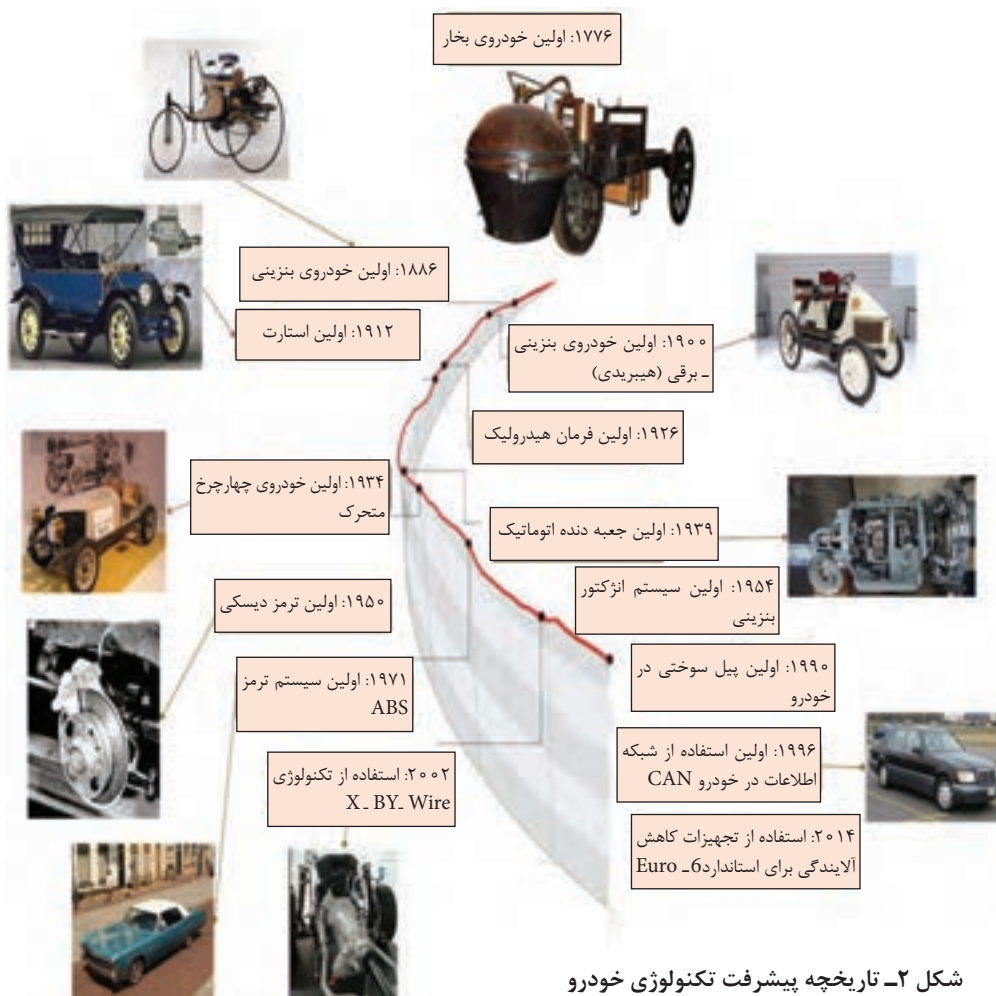 ۱۷۷۶: اولین خودروی بخار
۱۸۸۶: اولین خودروی بنزینی
۱۹۱۲: اولین استارت
۱۹۰۰: اولین خودروی بنزینی
ـ برقی (هیبریدی)
۱۹۲۶: اولین فرمان هیدرولیک
۱۹۳۴: اولین خودروی چهارچرخ
متحرک
۱۹۳۹: اولین جعبه دنده اتوماتیک
۱۹۵۰: اولین ترمز دیسکی
۱۹۵۴: اولین سیستم انژکتور
بنزینی
۱۹۷۱: اولین سیستم ترمز
ABS
۱۹۹۰: اولین پیل سوختی در
خودرو
۱۹۹۶: اولین استفاده از شبکه
اطلاعات در خودرو CAN
۲۰۰۲: استفاده از تکنولوژی
X ـ BY ـ Wire
۲۰۱۴: استفاده از تجهیزات کاهش
آلایندگی برای استاندارد Euro ـ 6
شکل ۲ـ تاریخچه پیشرفت تکنولوژی خودرو